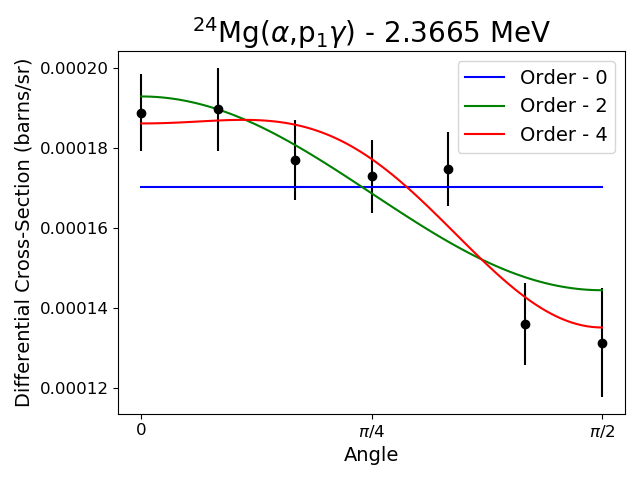 ²⁴Mg(α,p₁γ) - 2.3665 MeV
Differential Cross-Section (barns/sr)
0.00020
0.00018
0.00016
0.00014
0.00012
Order - 0
Order - 2
Order - 4
0
π/4
π/2
Angle